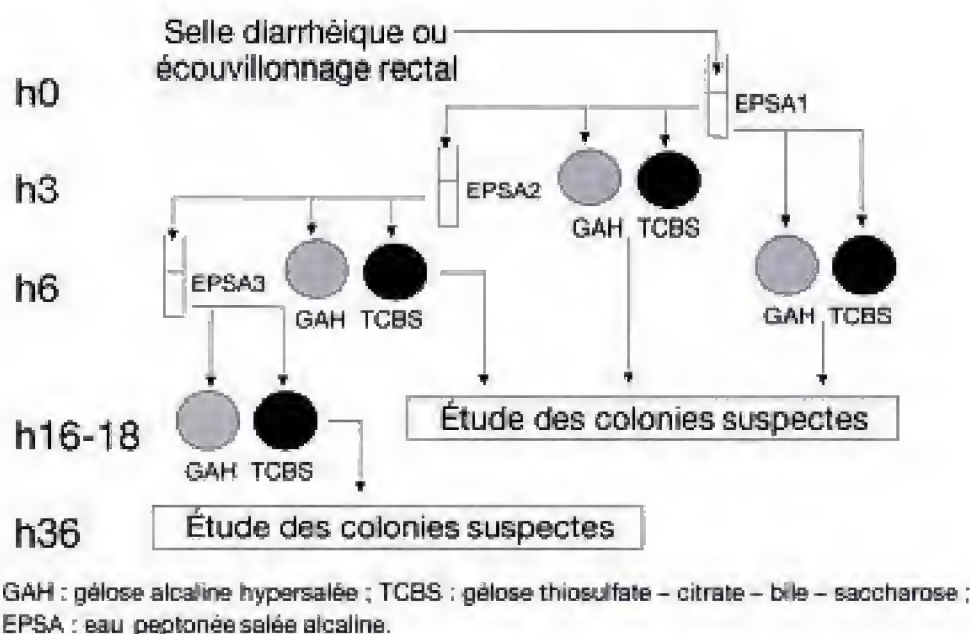 Selle diarrhéique ou
écouvillonnage rectal
h0
EPSA1
h3
EPSA2
GAH TCBS
h6
EPSA3
GAH TCBS
GAH TCBS
Étude des colonies suspectes
h16-18
GAH TCBS
h36
Étude des colonies suspectes
GAH : gélose alcaline hypersalée ; TCBS : gélose thiosulfate – citrate – bile – saccharose ;
EPSA : eau peptonée salée alcaline.